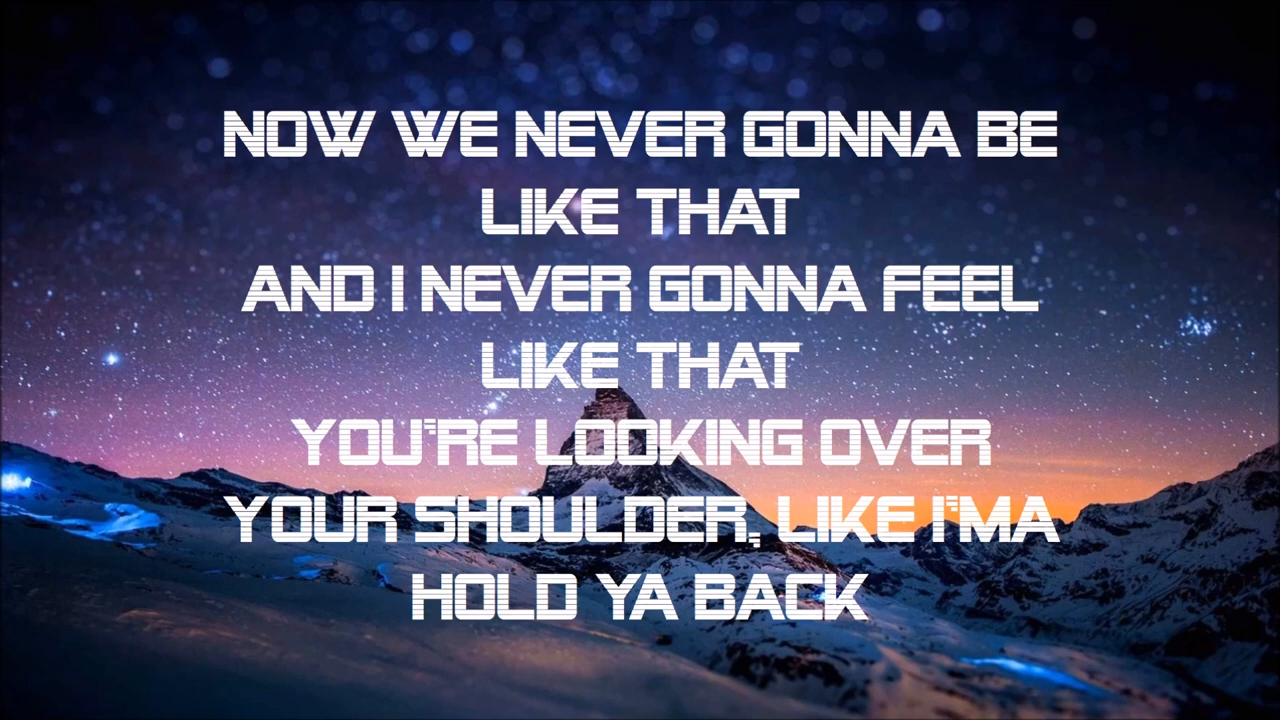 NOW WE NEVER GONNA BE
LIKE THAT
AND I NEVER GONNA FEEL
LIKE THAT
YOU'RE LOOKING OVER
YOUR SHOULDER, LIKE I'MA
HOLD YA BACK